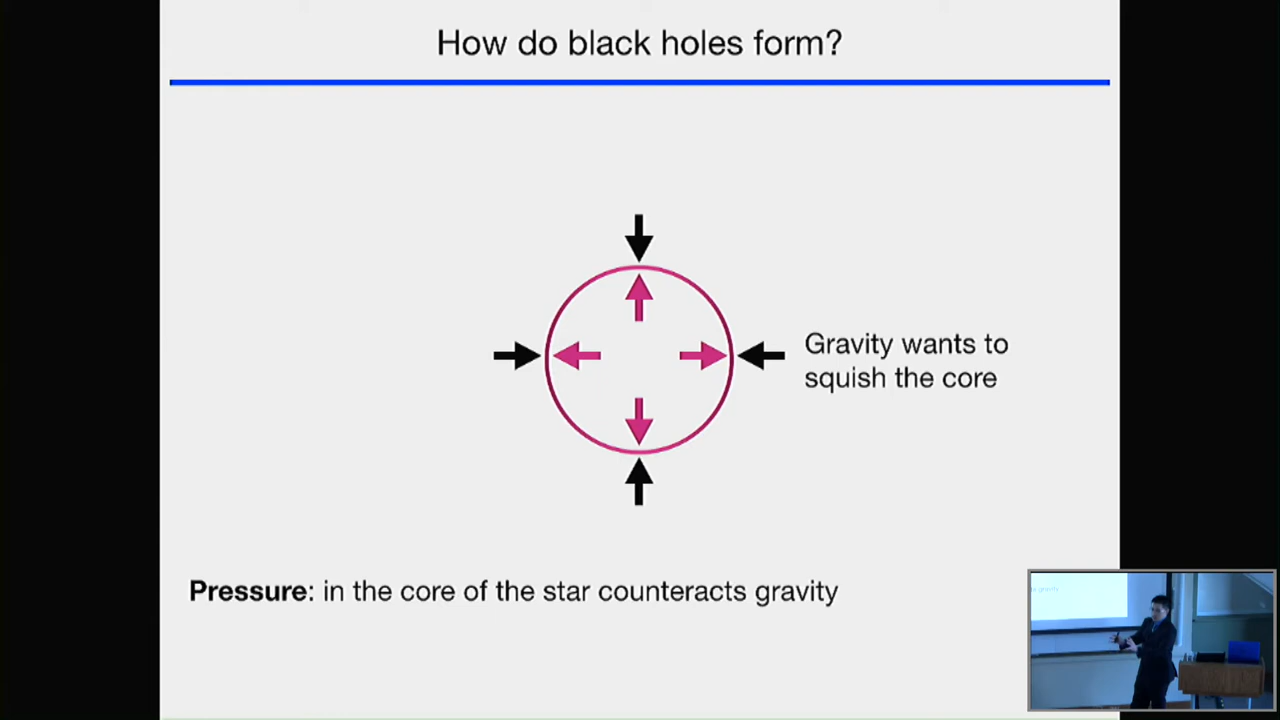 How do black holes form?
Gravity wants to
squish the core
Pressure: in the core of the star counteracts gravity